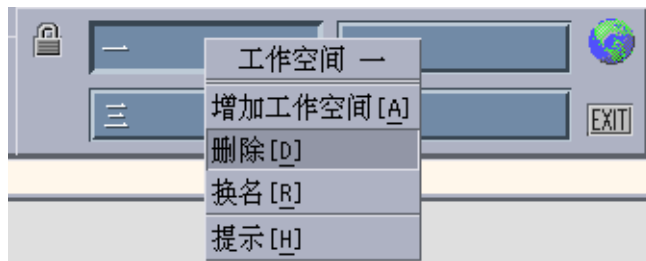 一
工作空间 一
增加工作空间[A]
删除[D]
换名[R]
提示[H]
三
EXIT